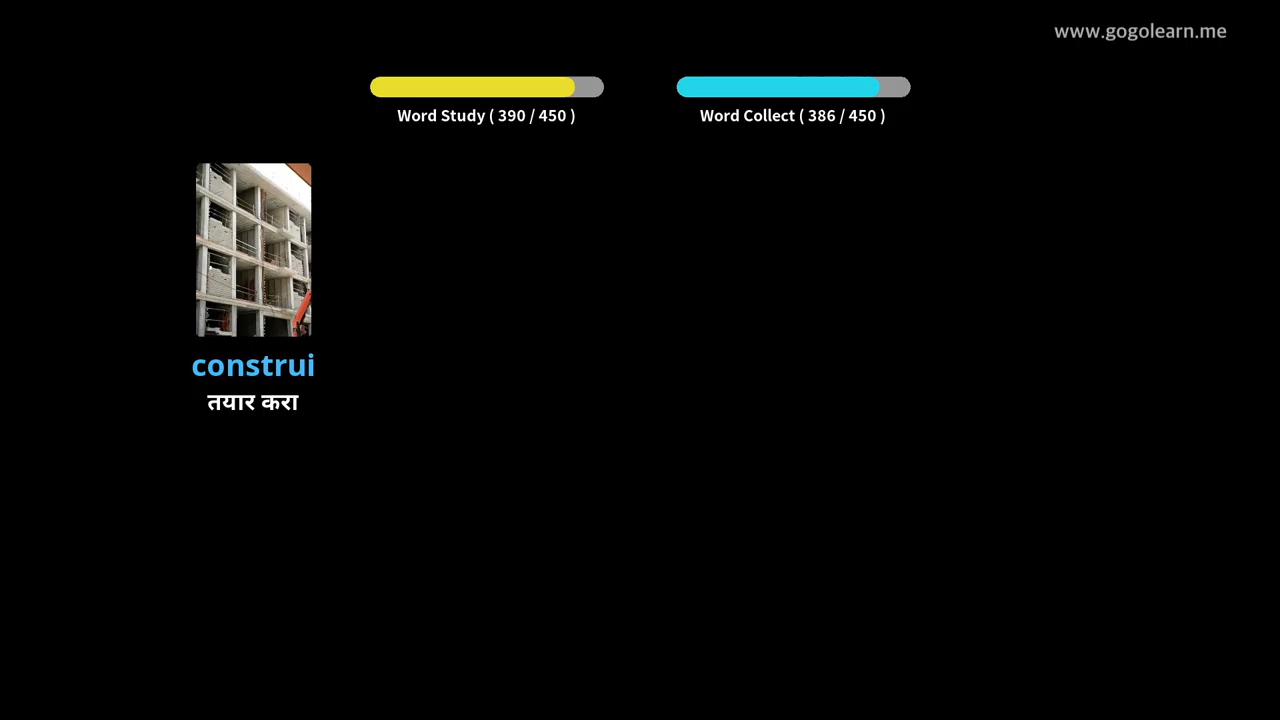 www.gogolearn.me
Word Study ( 390 / 450 )
Word Collect ( 386 / 450 )
construi
तयार करा